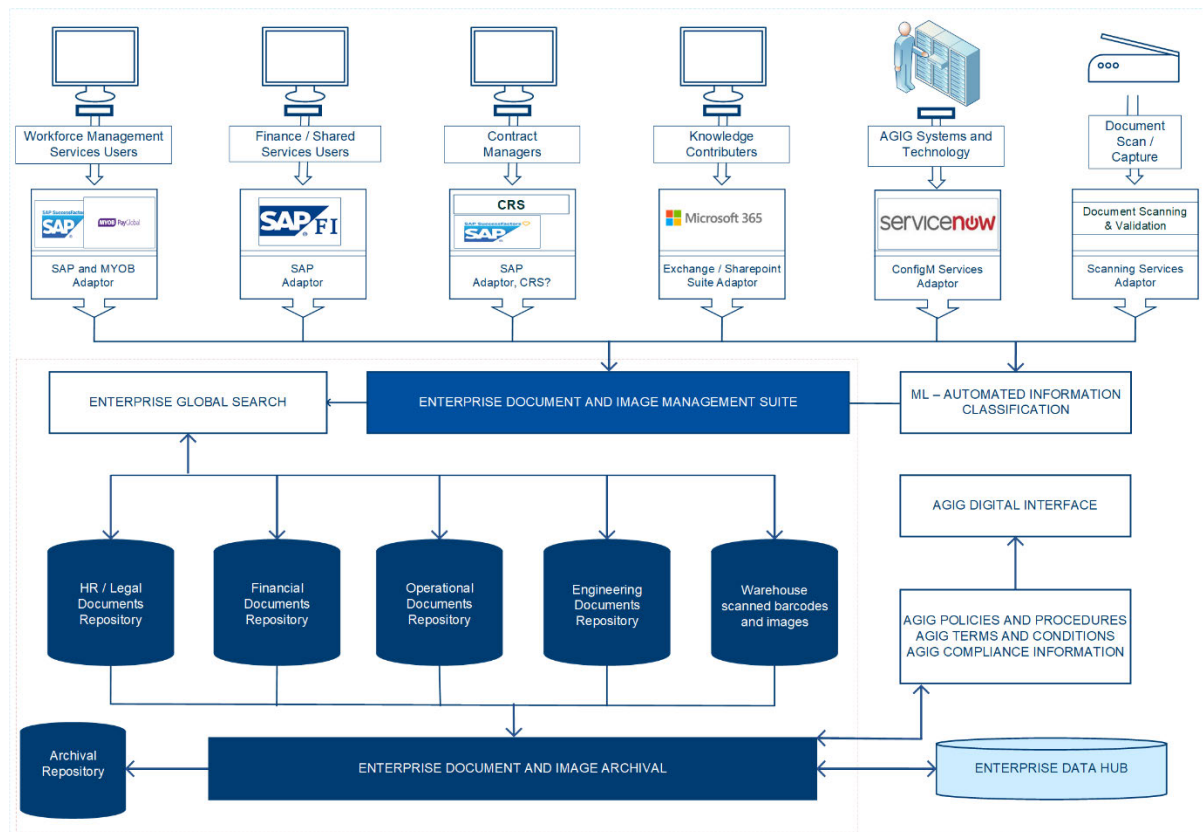 Workforce Management
Services Users
Finance / Shared
Services Users
Contract
Managers
Knowledge
Contributers
AGIG Systems and
Technology
Document
Scan /
Capture
SAP SuccessFactors
SAP
MYOB PayGlobal
SAP FI
CRS
SAP SuccessFactors
SAP
Microsoft 365
servicenow
Document Scanning
& Validation
SAP and MYOB
Adaptor
SAP
Adaptor
SAP
Adaptor, CRS?
Exchange / Sharepoint
Suite Adaptor
ConfigM Services
Adaptor
Scanning Services
Adaptor
ENTERPRISE GLOBAL SEARCH
ENTERPRISE DOCUMENT AND IMAGE MANAGEMENT SUITE
ML – AUTOMATED INFORMATION
CLASSIFICATION
AGIG DIGITAL INTERFACE
HR / Legal
Documents
Repository
Financial
Documents
Repository
Operational
Documents
Repository
Engineering
Documents
Repository
Warehouse
scanned barcodes
and images
AGIG POLICIES AND PROCEDURES
AGIG TERMS AND CONDITIONS
AGIG COMPLIANCE INFORMATION
Archival
Repository
ENTERPRISE DOCUMENT AND IMAGE ARCHIVAL
ENTERPRISE DATA HUB